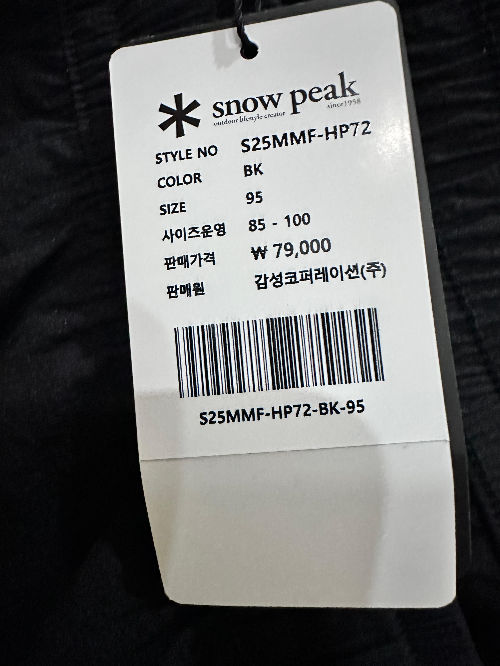 snow peak
outdoor lifestyle creator since1958
STYLE NO S25MMF-HP72
COLOR BK
SIZE 95
사이즈운영 85 - 100
판매가격 ₩ 79,000
판매원 감성코퍼레이션(주)
S25MMF-HP72-BK-95